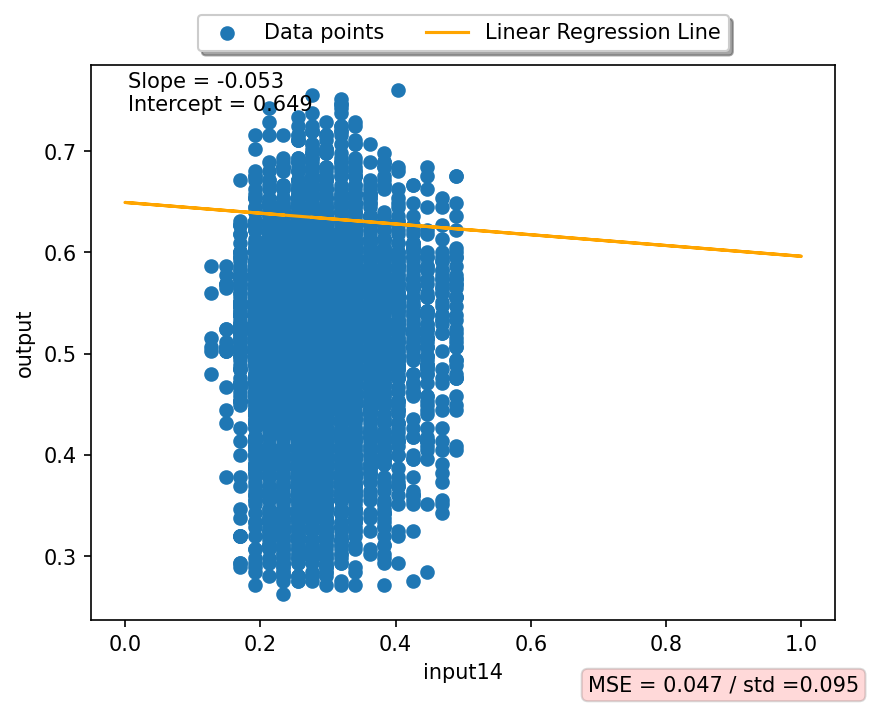 Data points
Linear Regression Line
Slope = -0.053
Intercept = 0.649
output
0.7
0.6
0.5
0.4
0.3
0.0
0.2
0.4
0.6
0.8
1.0
input14
MSE = 0.047 / std =0.095